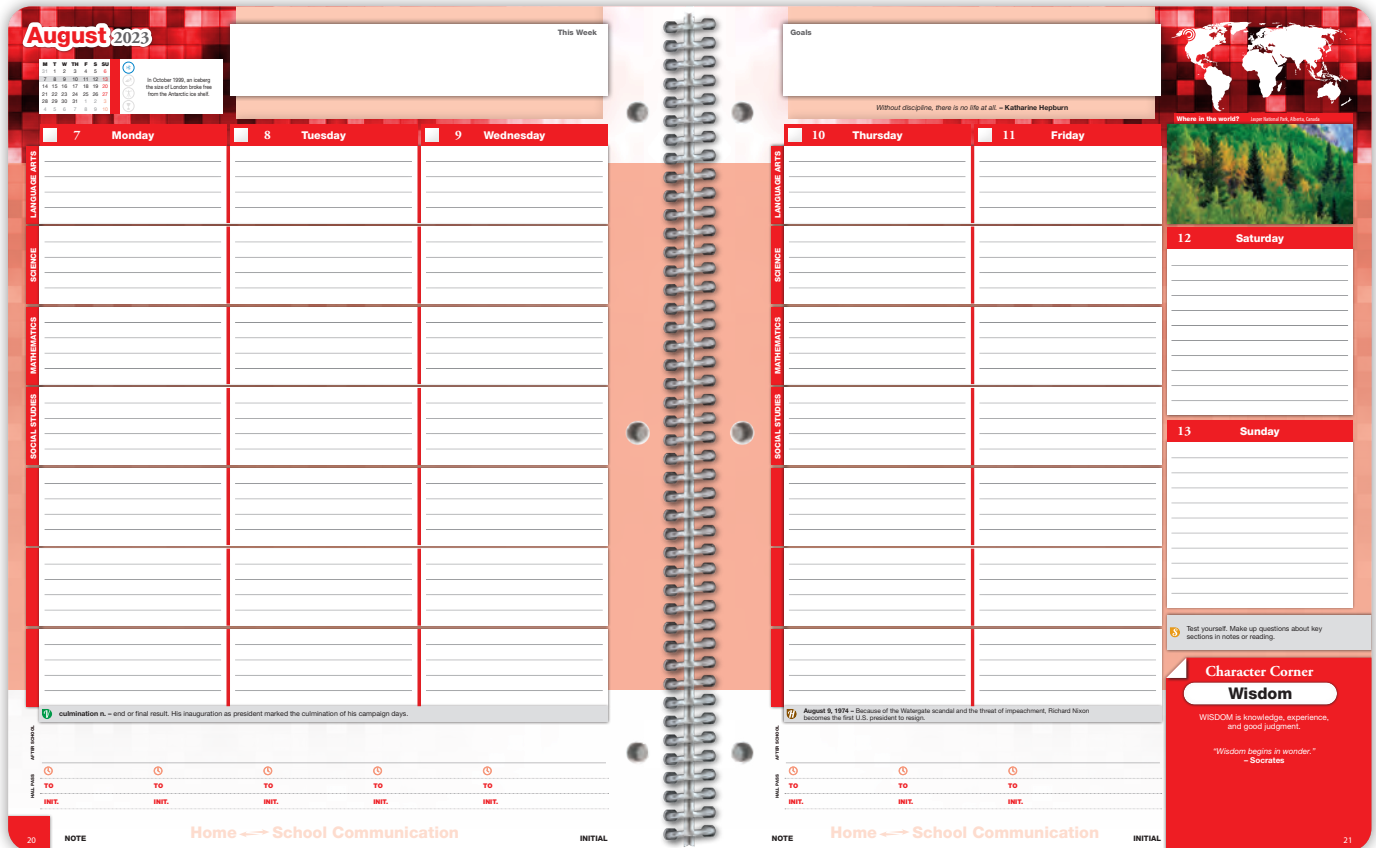 August 2023
M T W TH F S SU
31 1 2 3 4 5 6
7 8 9 10 11 12 13
14 15 16 17 18 19 20
21 22 23 24 25 26 27
28 29 30 31 1 2 3
4 5 6 7 8 9 10
In October 1999, an iceberg
the size of London broke free
from the Antarctic ice shelf.
This Week
7 Monday
8 Tuesday
9 Wednesday
LANGUAGE ARTS
SCIENCE
MATHEMATICS
SOCIAL STUDIES
culmination n. – end or final result. His inauguration as president marked the culmination of his campaign days.
AFTER SCHOOL
HALL PASS
TO TO TO TO TO
INIT. INIT. INIT. INIT. INIT.
20
NOTE
Home School Communication
INITIAL
Goals
Without discipline, there is no life at all. – Katharine Hepburn
10 Thursday
11 Friday
LANGUAGE ARTS
SCIENCE
MATHEMATICS
SOCIAL STUDIES
August 9, 1974 – Because of the Watergate scandal and the threat of impeachment, Richard Nixon
becomes the first U.S. president to resign.
AFTER SCHOOL
HALL PASS
TO TO TO
INIT. INIT. INIT.
NOTE
Home School Communication
INITIAL
Where in the world? Jasper National Park, Alberta, Canada
12 Saturday
13 Sunday
Test yourself. Make up questions about key
sections in notes or reading.
Character Corner
Wisdom
WISDOM is knowledge, experience,
and good judgment.
"Wisdom begins in wonder."
– Socrates
21